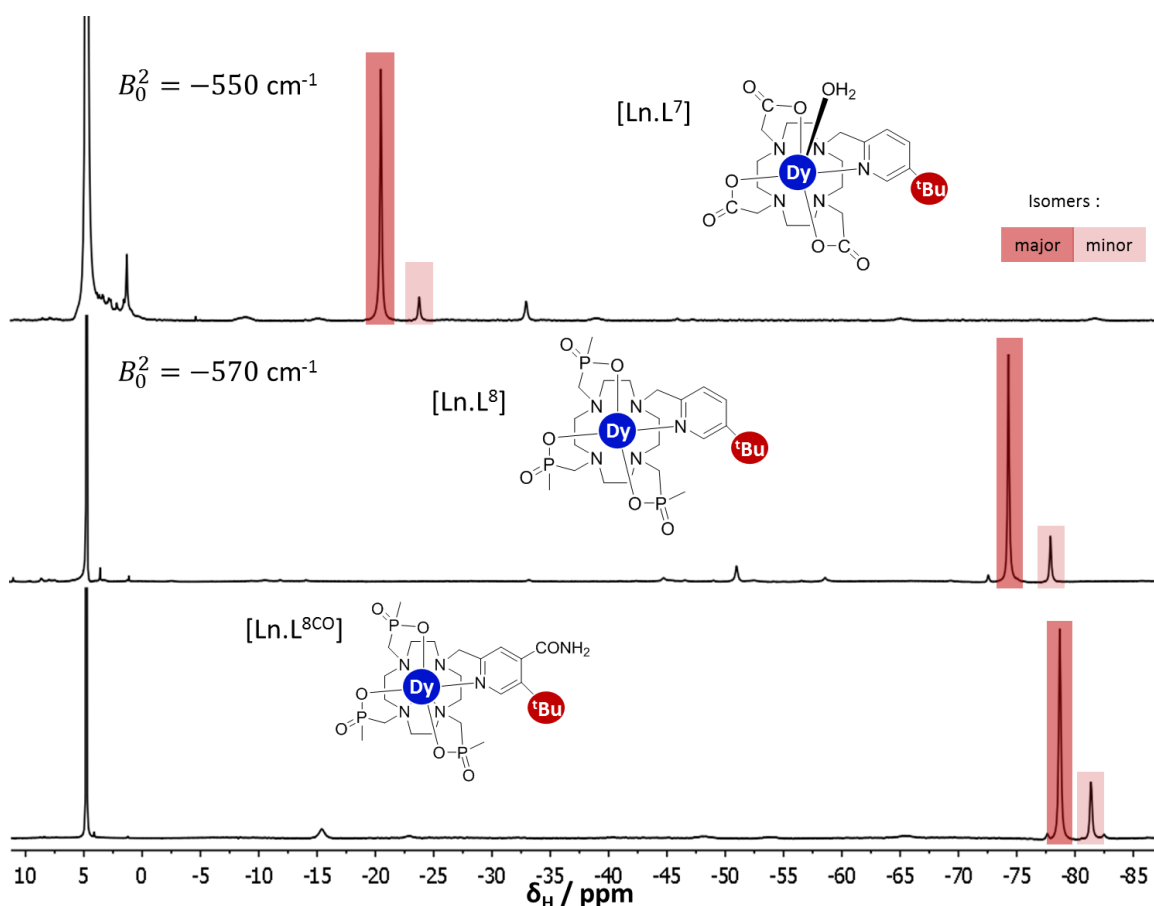 B₀² = −550 cm⁻¹
[Ln.L⁷]
O
O
OH₂
N
N
Dy
N
O
O
N
N
O
O
ᵗBu
Isomers :
major minor
B₀² = −570 cm⁻¹
[Ln.L⁸]
O
P
O
N
N
Dy
N
O
O
P
N
N
O
P
O
ᵗBu
[Ln.L⁸ᶜᴼ]
O
P
O
CONH₂
N
N
Dy
N
O
O
P
N
N
O
P
O
ᵗBu
10 5 0 -5 -10 -15 -20 -25 -30 -35 -40 -45 -50 -55 -60 -65 -70 -75 -80 -85
δH / ppm